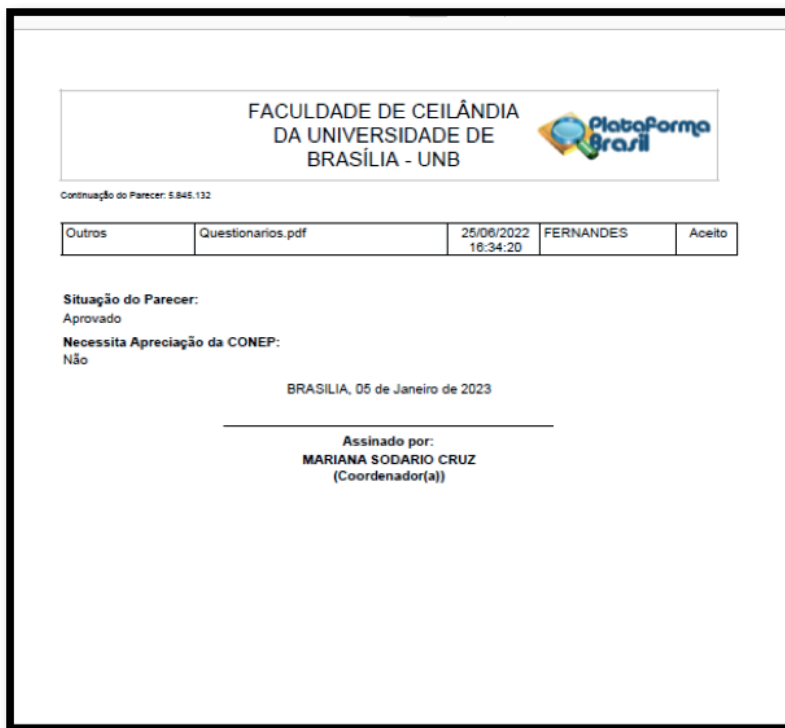 FACULDADE DE CEILÂNDIA
DA UNIVERSIDADE DE
BRASÍLIA - UNB
Plataforma
Brasil
Continuação do Parecer: 5.845.132
Outros Questionarios.pdf 25/06/2022 FERNANDES Aceito
16:34:20
Situação do Parecer:
Aprovado
Necessita Apreciação da CONEP:
Não
BRASILIA, 05 de Janeiro de 2023
Assinado por:
MARIANA SODARIO CRUZ
(Coordenador(a))